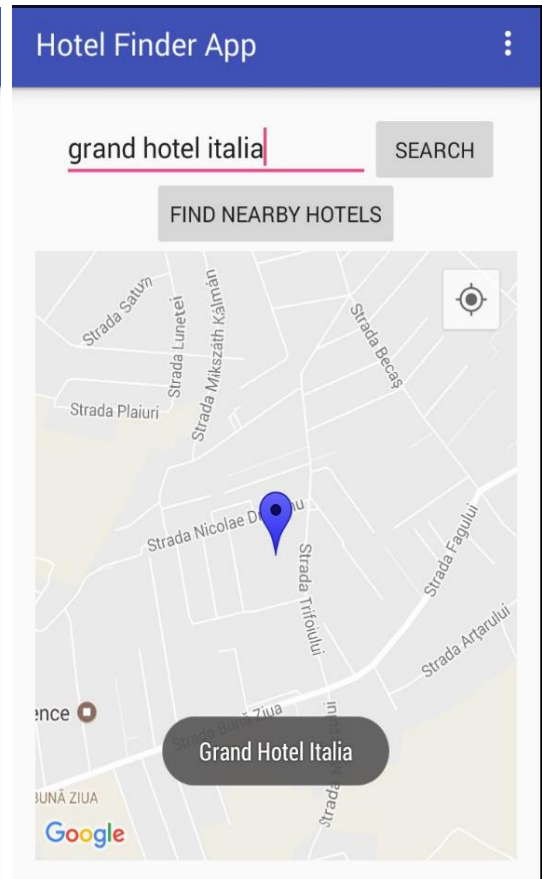 Hotel Finder App
grand hotel italia
SEARCH
FIND NEARBY HOTELS
Strada Saturn
Strada Lunetei
Strada Mikszáth Kálmán
Strada Becaș
Strada Plaiuri
Strada Nicolae
Strada Trifoiului
Strada Fagului
Strada Arțarului
ence
Strada Bună Ziua
Grand Hotel Italia
BUNĂ ZIUA
Strada
Google